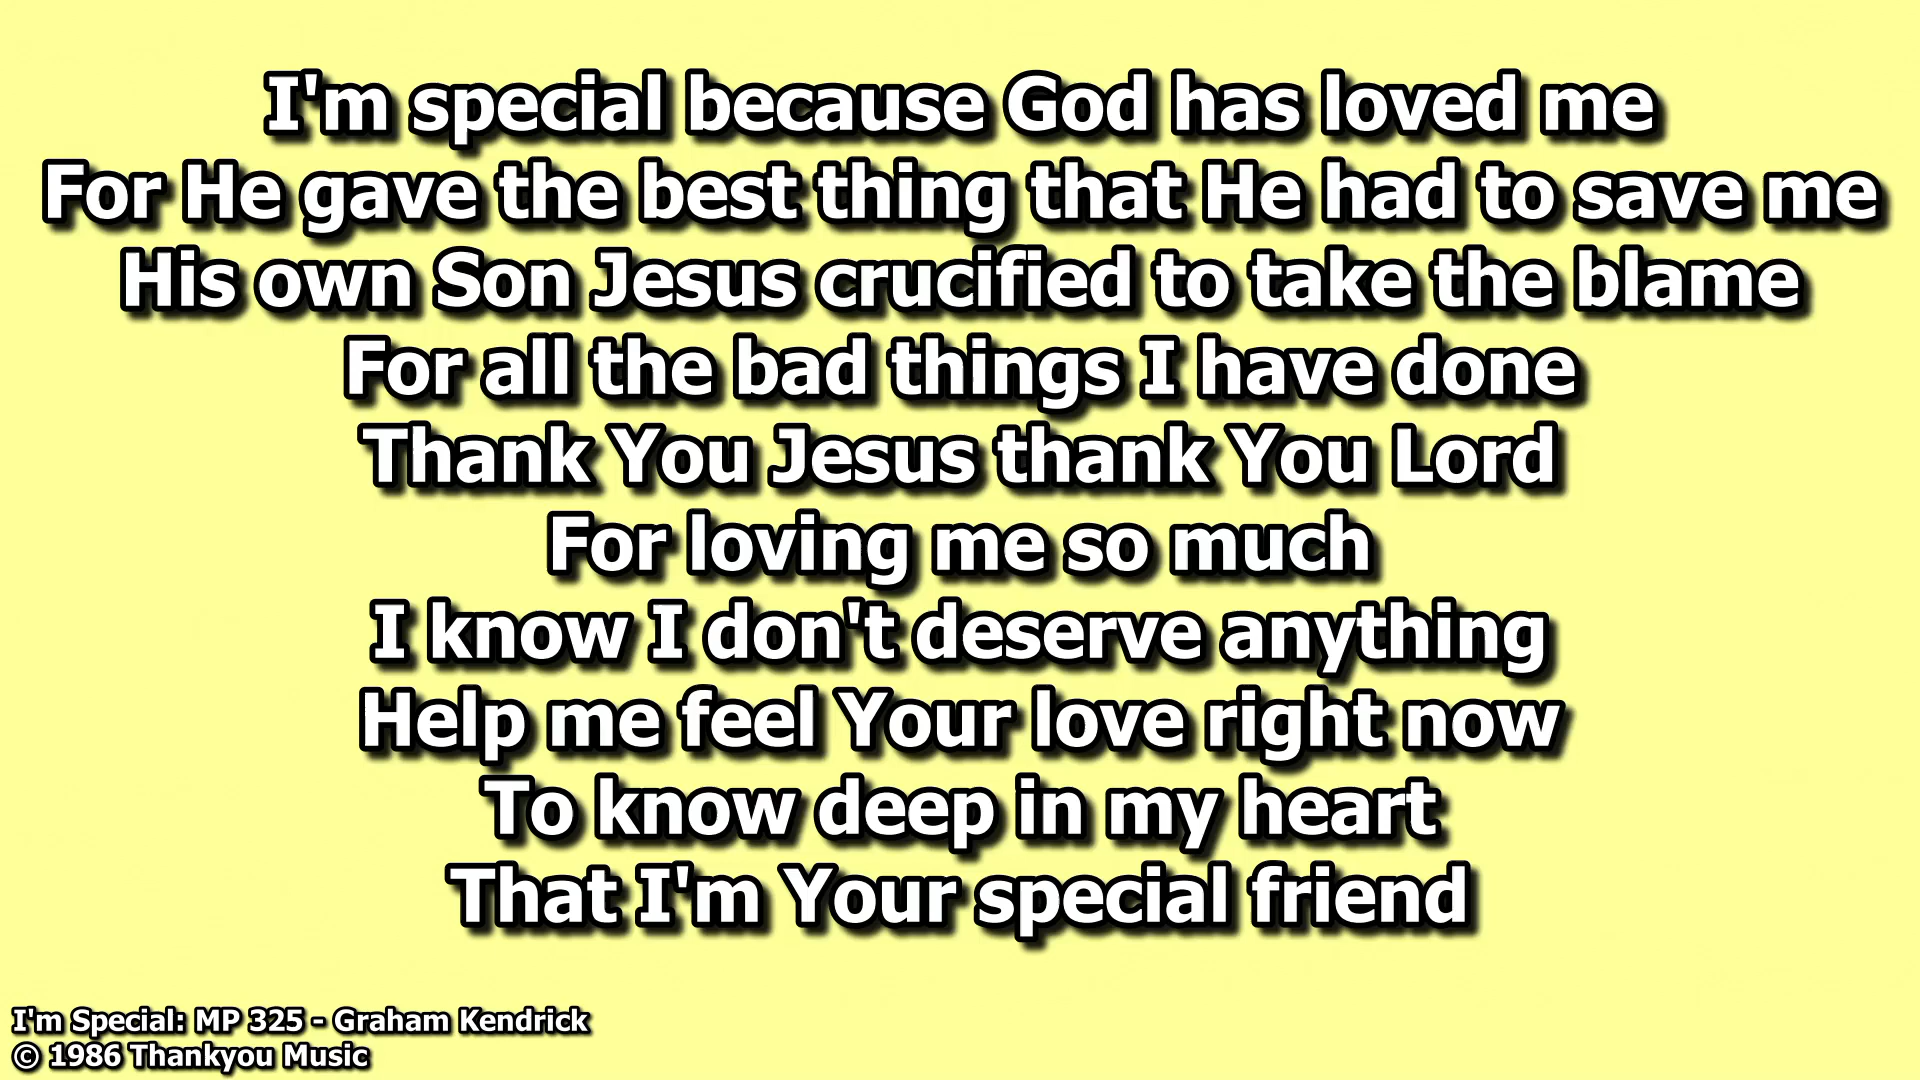 I'm special because God has loved me
For He gave the best thing that He had to save me
His own Son Jesus crucified to take the blame
For all the bad things I have done
Thank You Jesus thank You Lord
For loving me so much
I know I don't deserve anything
Help me feel Your love right now
To know deep in my heart
That I'm Your special friend
I'm Special: MP 325 - Graham Kendrick
© 1986 Thankyou Music